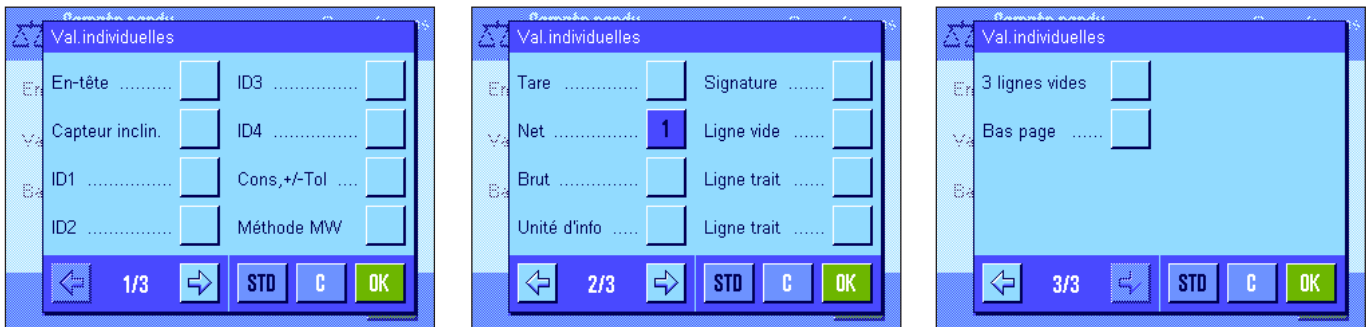 Val.individuelles
En-tête .......... ID3 ................
Capteur inclin. ID4 ................
ID1 ................ Cons,+/-Tol ....
ID2 ................ Méthode MW
1/3 STD C OK
Val.individuelles
Tare .............. Signature .......
Net ............... 1 Ligne vide ......
Brut .............. Ligne trait ......
Unité d'info ..... Ligne trait ......
2/3 STD C OK
Val.individuelles
3 lignes vides
Bas page ......
3/3 STD C OK